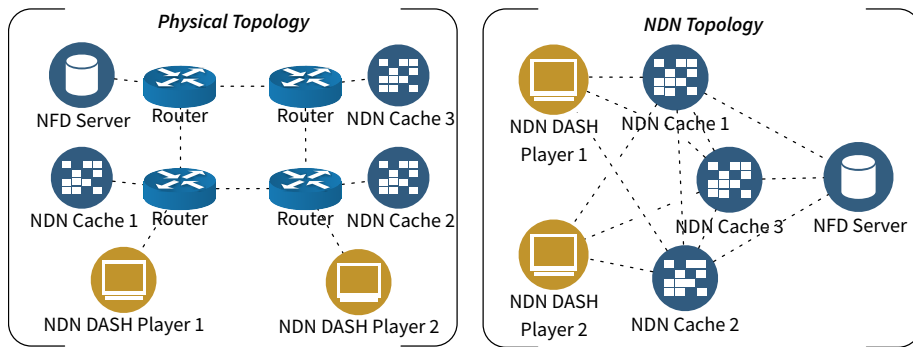 Physical Topology
NFD Server
Router
Router
NDN Cache 3
NDN Cache 1
Router
Router
NDN Cache 2
NDN DASH Player 1
NDN DASH Player 2
NDN Topology
NDN DASH
Player 1
NDN Cache 1
NDN Cache 3
NFD Server
NDN DASH
Player 2
NDN Cache 2